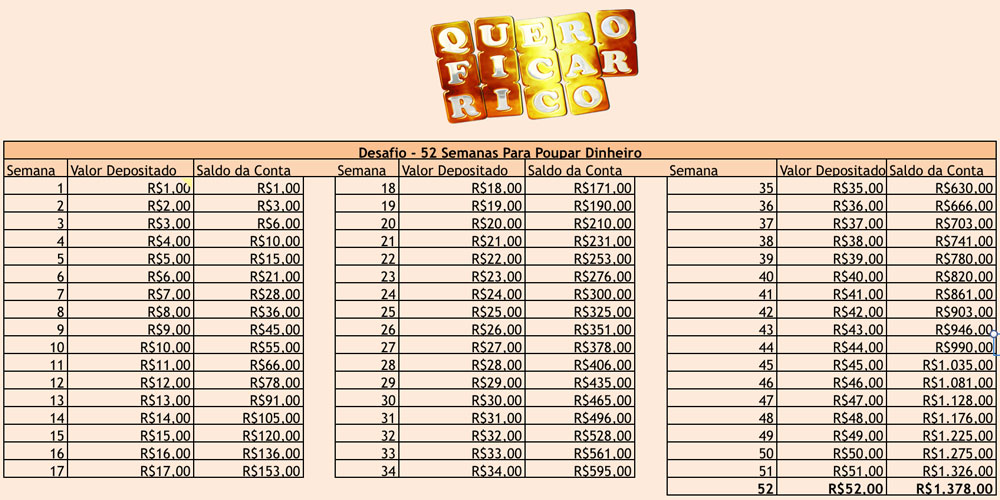 QUERO
FICAR
RICO
Desafio - 52 Semanas Para Poupar Dinheiro
Semana Valor Depositado Saldo da Conta Semana Valor Depositado Saldo da Conta Semana Valor Depositado Saldo da Conta
1 R$1,00 R$1,00 18 R$18,00 R$171,00 35 R$35,00 R$630,00
2 R$2,00 R$3,00 19 R$19,00 R$190,00 36 R$36,00 R$666,00
3 R$3,00 R$6,00 20 R$20,00 R$210,00 37 R$37,00 R$703,00
4 R$4,00 R$10,00 21 R$21,00 R$231,00 38 R$38,00 R$741,00
5 R$5,00 R$15,00 22 R$22,00 R$253,00 39 R$39,00 R$780,00
6 R$6,00 R$21,00 23 R$23,00 R$276,00 40 R$40,00 R$820,00
7 R$7,00 R$28,00 24 R$24,00 R$300,00 41 R$41,00 R$861,00
8 R$8,00 R$36,00 25 R$25,00 R$325,00 42 R$42,00 R$903,00
9 R$9,00 R$45,00 26 R$26,00 R$351,00 43 R$43,00 R$946,00
10 R$10,00 R$55,00 27 R$27,00 R$378,00 44 R$44,00 R$990,00
11 R$11,00 R$66,00 28 R$28,00 R$406,00 45 R$45,00 R$1.035,00
12 R$12,00 R$78,00 29 R$29,00 R$435,00 46 R$46,00 R$1.081,00
13 R$13,00 R$91,00 30 R$30,00 R$465,00 47 R$47,00 R$1.128,00
14 R$14,00 R$105,00 31 R$31,00 R$496,00 48 R$48,00 R$1.176,00
15 R$15,00 R$120,00 32 R$32,00 R$528,00 49 R$49,00 R$1.225,00
16 R$16,00 R$136,00 33 R$33,00 R$561,00 50 R$50,00 R$1.275,00
17 R$17,00 R$153,00 34 R$34,00 R$595,00 51 R$51,00 R$1.326,00
52 R$52,00 R$1.378,00